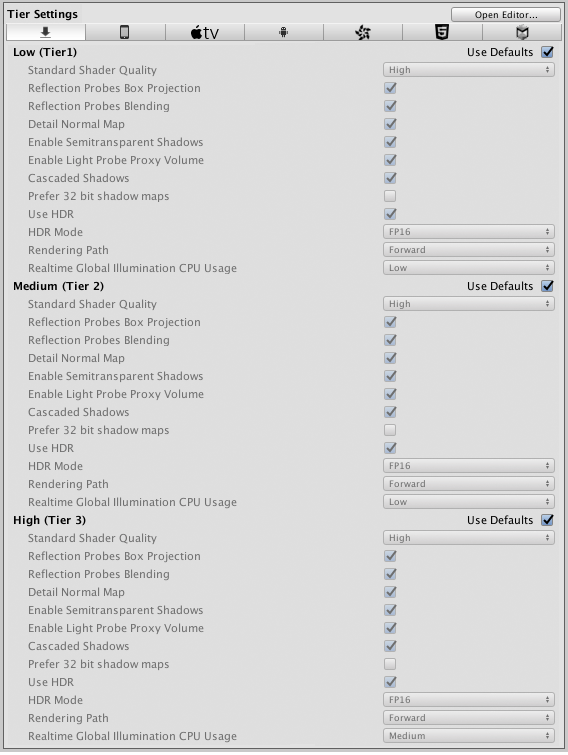 Tier Settings
Open Editor...
tv
5
Low (Tier1) Use Defaults
Standard Shader Quality High
Reflection Probes Box Projection
Reflection Probes Blending
Detail Normal Map
Enable Semitransparent Shadows
Enable Light Probe Proxy Volume
Cascaded Shadows
Prefer 32 bit shadow maps
Use HDR
HDR Mode FP16
Rendering Path Forward
Realtime Global Illumination CPU Usage Low
Medium (Tier 2) Use Defaults
Standard Shader Quality High
Reflection Probes Box Projection
Reflection Probes Blending
Detail Normal Map
Enable Semitransparent Shadows
Enable Light Probe Proxy Volume
Cascaded Shadows
Prefer 32 bit shadow maps
Use HDR
HDR Mode FP16
Rendering Path Forward
Realtime Global Illumination CPU Usage Low
High (Tier 3) Use Defaults
Standard Shader Quality High
Reflection Probes Box Projection
Reflection Probes Blending
Detail Normal Map
Enable Semitransparent Shadows
Enable Light Probe Proxy Volume
Cascaded Shadows
Prefer 32 bit shadow maps
Use HDR
HDR Mode FP16
Rendering Path Forward
Realtime Global Illumination CPU Usage Medium